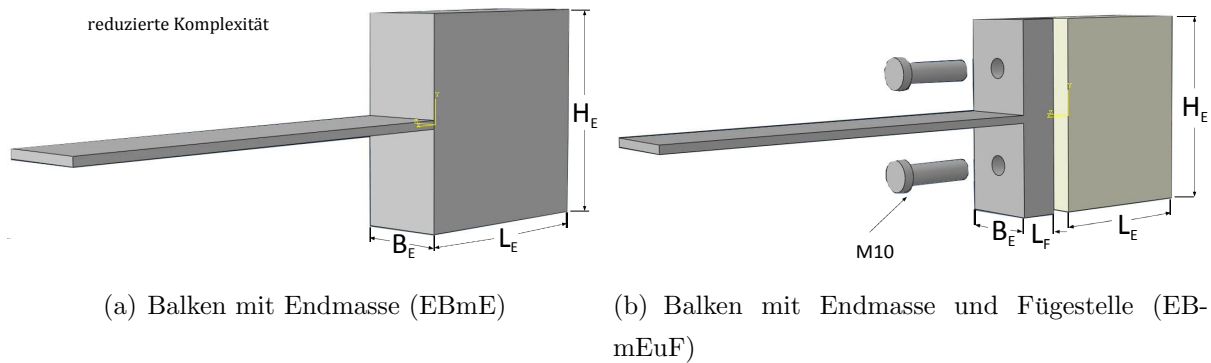 reduzierte Komplexität
H_E
B_E
L_E
(a) Balken mit Endmasse (EBmE)
M10
B_E
L_F
L_E
H_E
(b) Balken mit Endmasse und Fügestelle (EB-
mEuF)